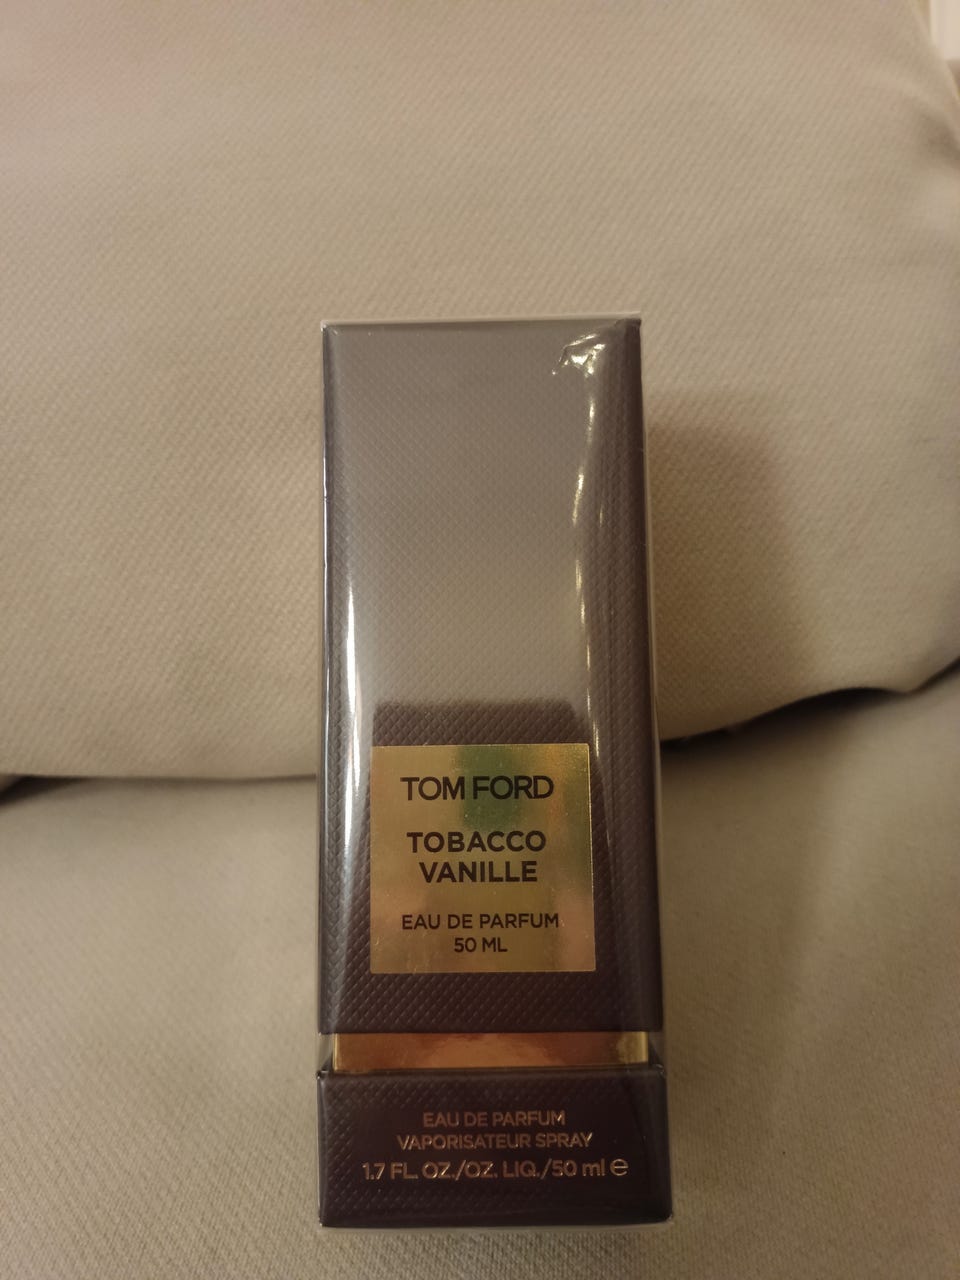 TOM FORD
TOBACCO
VANILLE
EAU DE PARFUM
50 ML
EAU DE PARFUM
VAPORISATEUR SPRAY
1.7 FL. OZ./OZ. LIQ./50 ml ℮